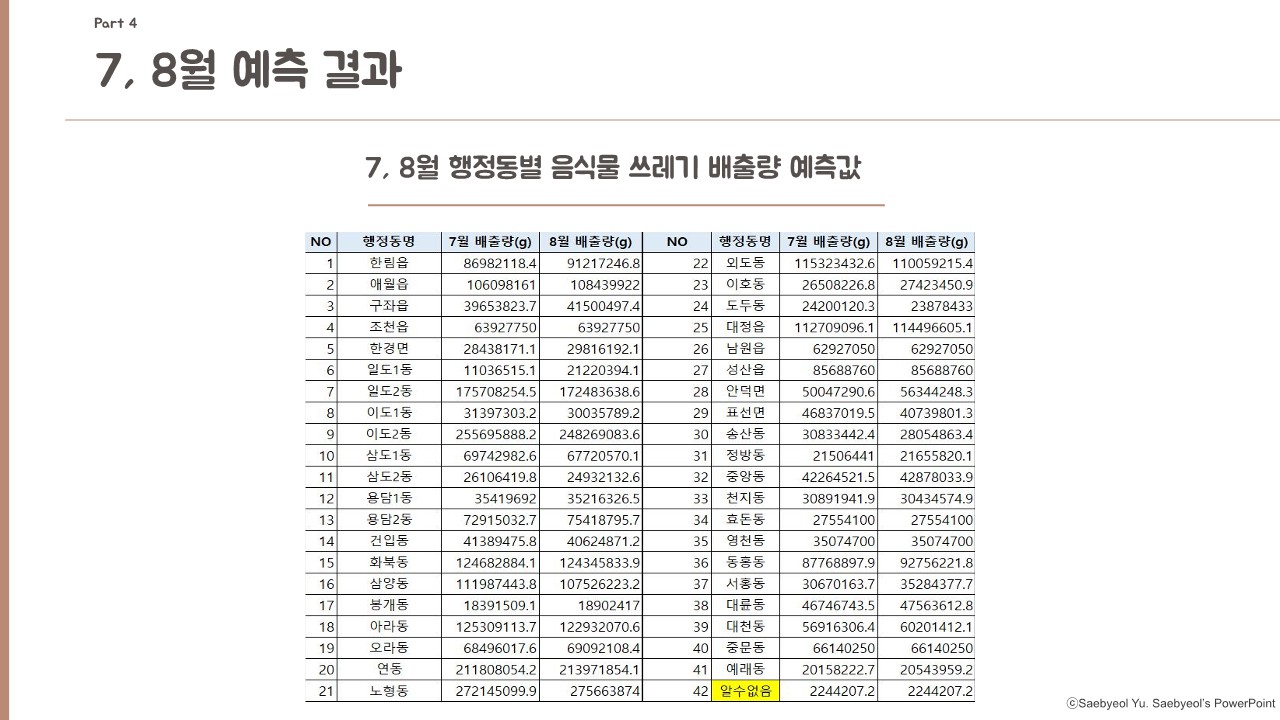 Part 4
7, 8월 예측 결과
7, 8월 행정동별 음식물 쓰레기 배출량 예측값
NO 행정동명 7월 배출량(g) 8월 배출량(g) NO 행정동명 7월 배출량(g) 8월 배출량(g)
1 한림읍 86982118.4 91217246.8 22 외도동 115323432.6 110059215.4
2 애월읍 106098161 108439922 23 이호동 26508226.8 27423450.9
3 구좌읍 39653823.7 41500497.4 24 도두동 24200120.3 23878433
4 조천읍 63927750 63927750 25 대정읍 112709096.1 114496605.1
5 한경면 28438171.1 29816192.1 26 남원읍 62927050 62927050
6 일도1동 11036515.1 21220394.1 27 성산읍 85688760 85688760
7 일도2동 175708254.5 172483638.6 28 안덕면 50047290.6 56344248.3
8 이도1동 31397303.2 30035789.2 29 표선면 46837019.5 40739801.3
9 이도2동 255695888.2 248269083.6 30 송산동 30833442.4 28054863.4
10 삼도1동 69742982.6 67720570.1 31 정방동 21506441 21655820.1
11 삼도2동 26106419.8 24932132.6 32 중앙동 42264521.5 42878033.9
12 용담1동 35419692 35216326.5 33 천지동 30891941.9 30434574.9
13 용담2동 72915032.7 75418795.7 34 효돈동 27554100 27554100
14 건입동 41389475.8 40624871.2 35 영천동 35074700 35074700
15 화북동 124682884.1 124345833.9 36 동홍동 87768897.9 92756221.8
16 삼양동 111987443.8 107526223.2 37 서홍동 30670163.7 35284377.7
17 봉개동 18391509.1 18902417 38 대륜동 46746743.5 47563612.8
18 아라동 125309113.7 122932070.6 39 대천동 56916306.4 60201412.1
19 오라동 68496017.6 69092108.4 40 중문동 66140250 66140250
20 연동 211808054.2 213971854.1 41 예래동 20158222.7 20543959.2
21 노형동 272145099.9 275663874 42 알수없음 2244207.2 2244207.2
ⓒSaebyeol Yu. Saebyeol's PowerPoint